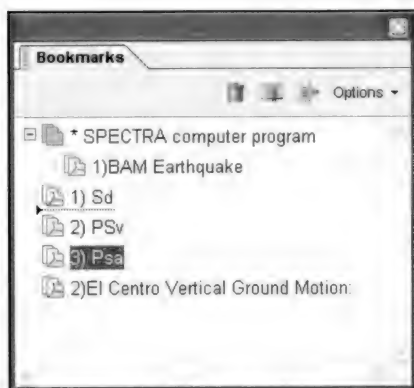 Bookmarks
Options
* SPECTRA computer program
1)BAM Earthquake
1) Sd
2) PSv
3) Psa
2)El Centro Vertical Ground Motion: